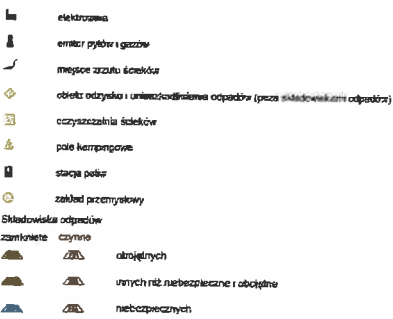 elektrownia
emitor pyłów i gazów
miejsce zrzutu ścieków
obiekt odzysku i unieszkodliwiania odpadów (poza składowiskami odpadów)
oczyszczalnia ścieków
pole kempingowe
stacja paliw
zakład przemysłowy
Składowiska odpadów
zamknięte czynne
obojętnych
innych niż niebezpieczne i obojętne
niebezpiecznych